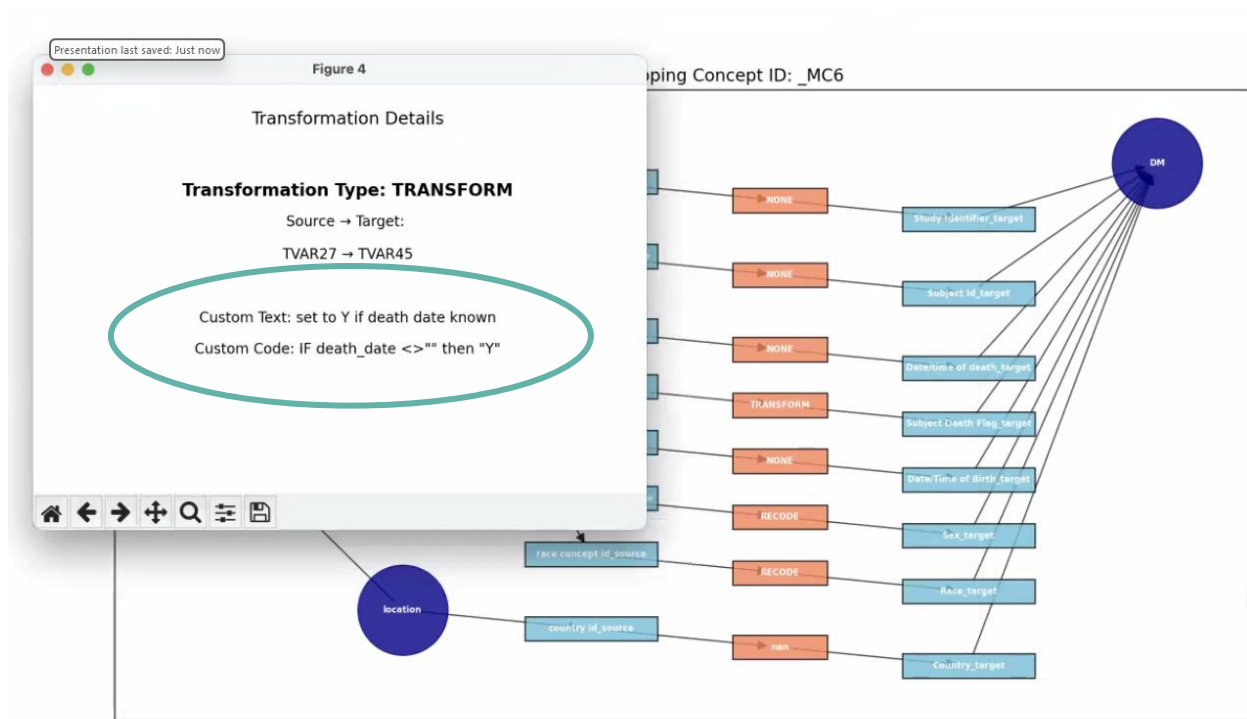 Presentation last saved: Just now
Figure 4
pping Concept ID: _MC6
Transformation Details
Transformation Type: TRANSFORM
Source → Target:
TVAR27 → TVAR45
Custom Text: set to Y if death date known
Custom Code: IF death_date <>"" then "Y"
DM
NONE
Study Identifier_target
NONE
Subject Id_target
NONE
Date/time of death_target
TRANSFORM
Subject Death Flag_target
NONE
Date/Time of Birth_target
RECODE
Sex_target
race concept id_source
RECODE
Race_target
location
country id_source
nan
Country_target